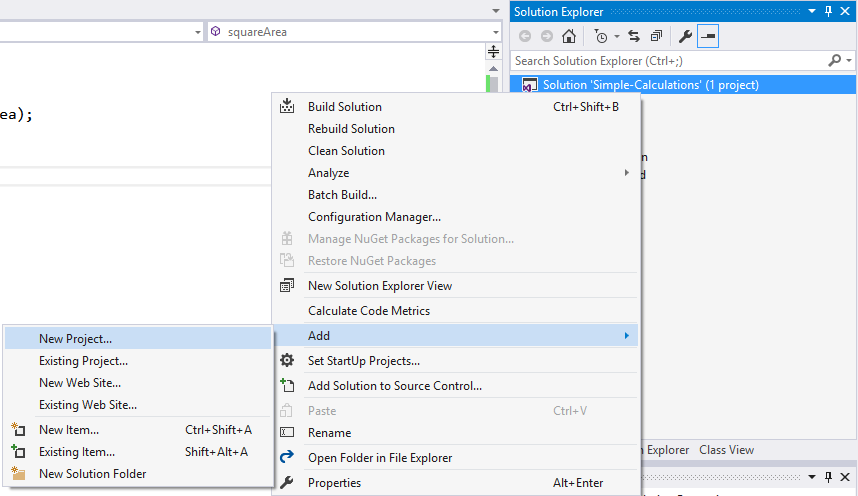 Solution Explorer
squareArea
Search Solution Explorer (Ctrl+;)
Solution 'Simple-Calculations' (1 project)
ea);
Build Solution Ctrl+Shift+B
Rebuild Solution
Clean Solution
Analyze
Batch Build...
Configuration Manager...
Manage NuGet Packages for Solution...
Restore NuGet Packages
New Solution Explorer View
Calculate Code Metrics
Add
Set StartUp Projects...
Add Solution to Source Control...
Paste Ctrl+V
Rename
Open Folder in File Explorer
Properties Alt+Enter
New Project...
Existing Project...
New Web Site...
Existing Web Site...
New Item... Ctrl+Shift+A
Existing Item... Shift+Alt+A
New Solution Folder
n
d
n Explorer Class View